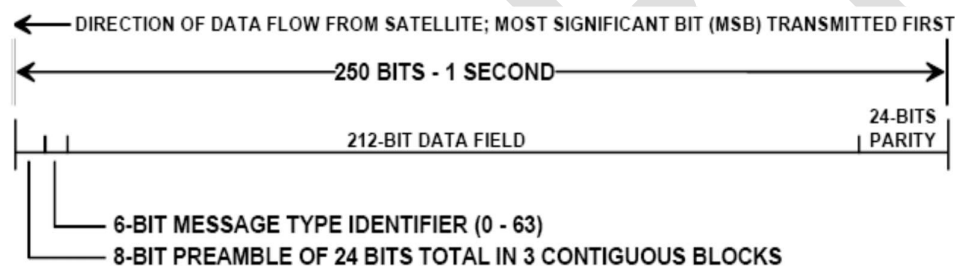 DIRECTION OF DATA FLOW FROM SATELLITE; MOST SIGNIFICANT BIT (MSB) TRANSMITTED FIRST
250 BITS - 1 SECOND
24-BITS
212-BIT DATA FIELD PARITY
6-BIT MESSAGE TYPE IDENTIFIER (0 - 63)
8-BIT PREAMBLE OF 24 BITS TOTAL IN 3 CONTIGUOUS BLOCKS